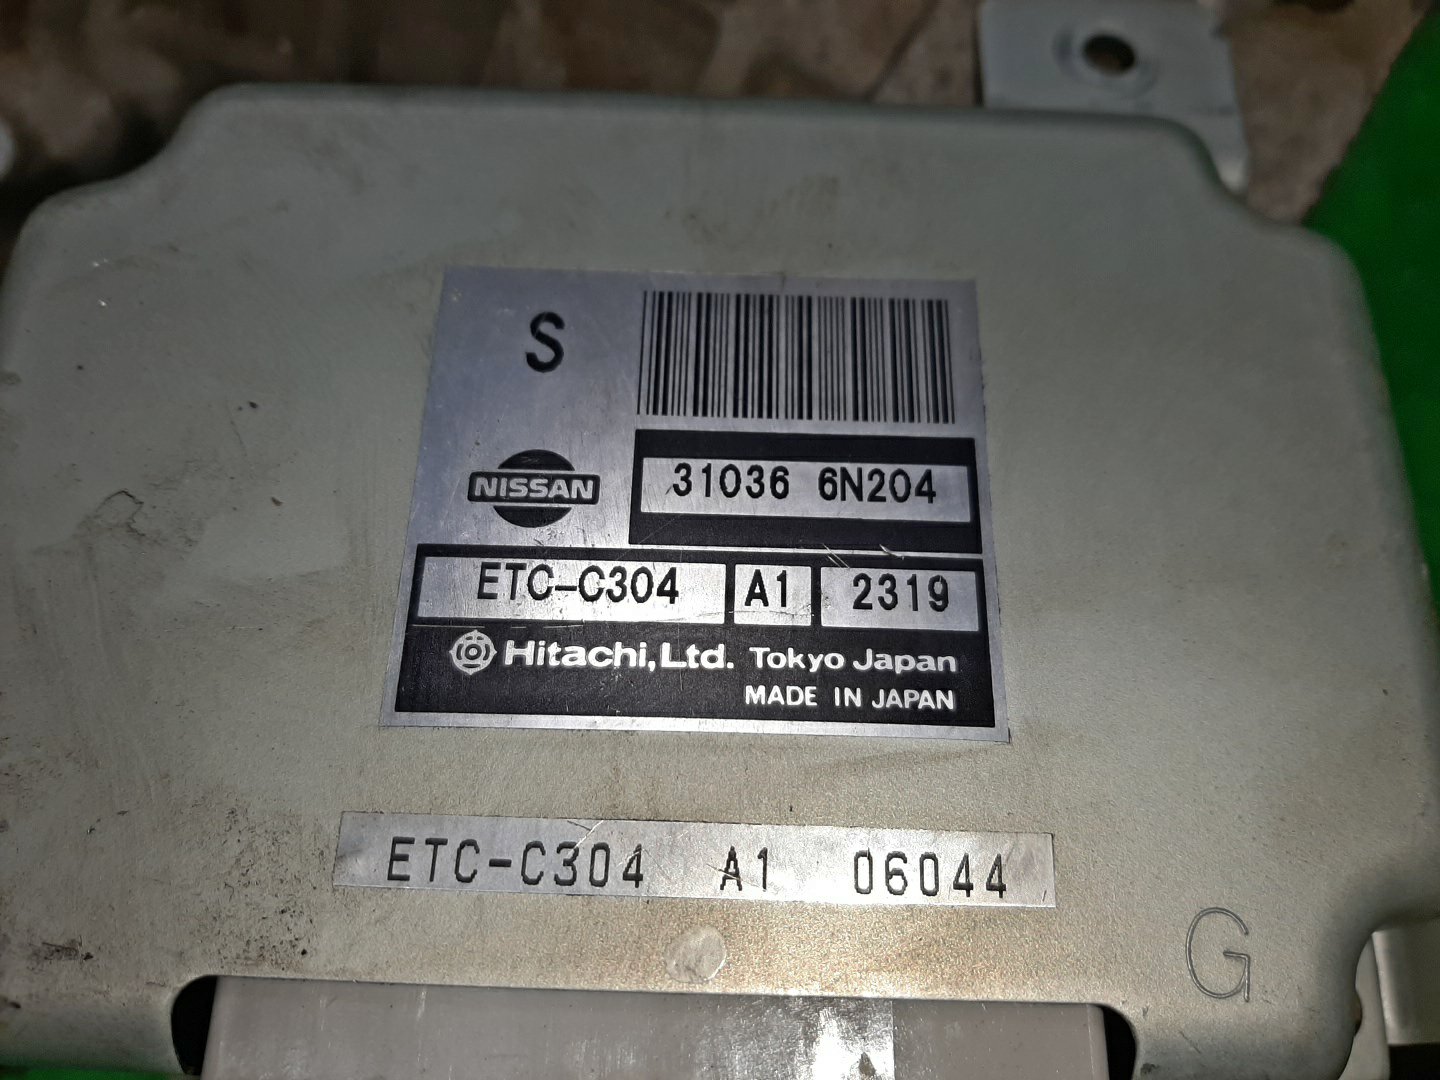 S
NISSAN
31036 6N204
ETC-C304 A1 2319
Hitachi, Ltd. Tokyo Japan
MADE IN JAPAN
ETC-C304 A1 06044
G